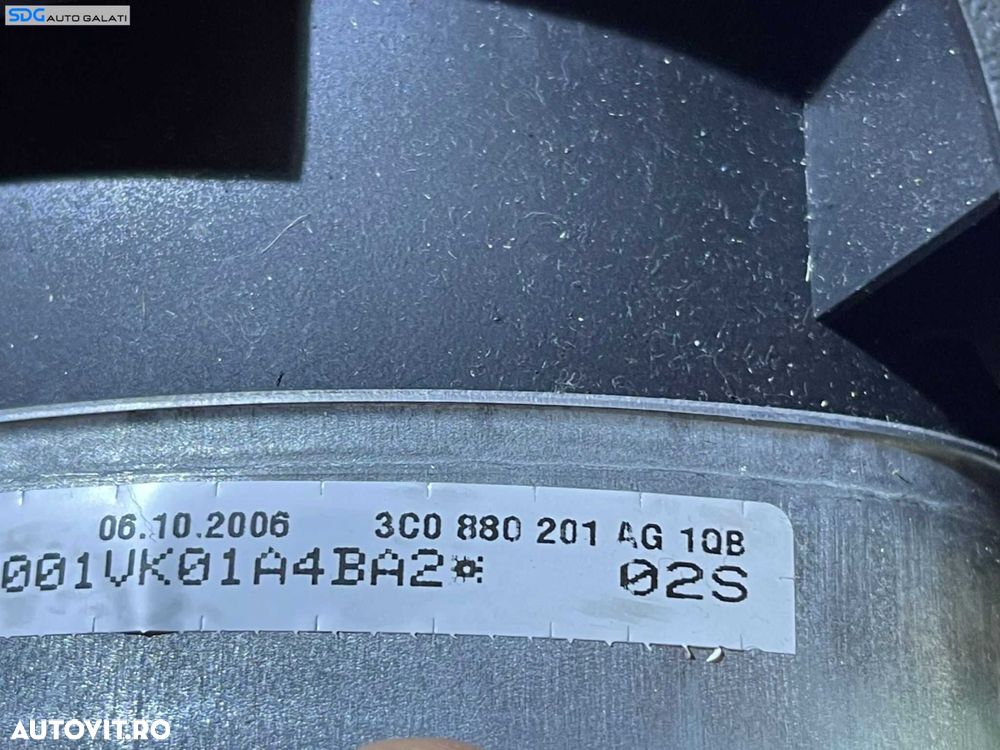 SDG AUTO GALATI
06.10.2006 3C0 880 201 AG 1QB
001VK01A4BA2* 02S
AUTOVIT.RO